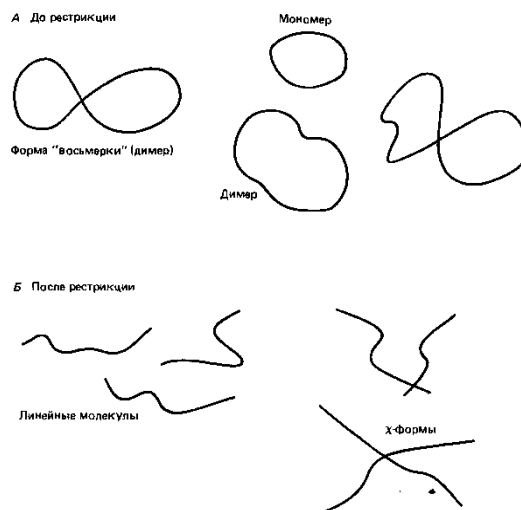 А До рестрикции
Мономер
Форма "восьмерки" (димер)
Димер
Б После рестрикции
Линейные молекулы
χ-формы